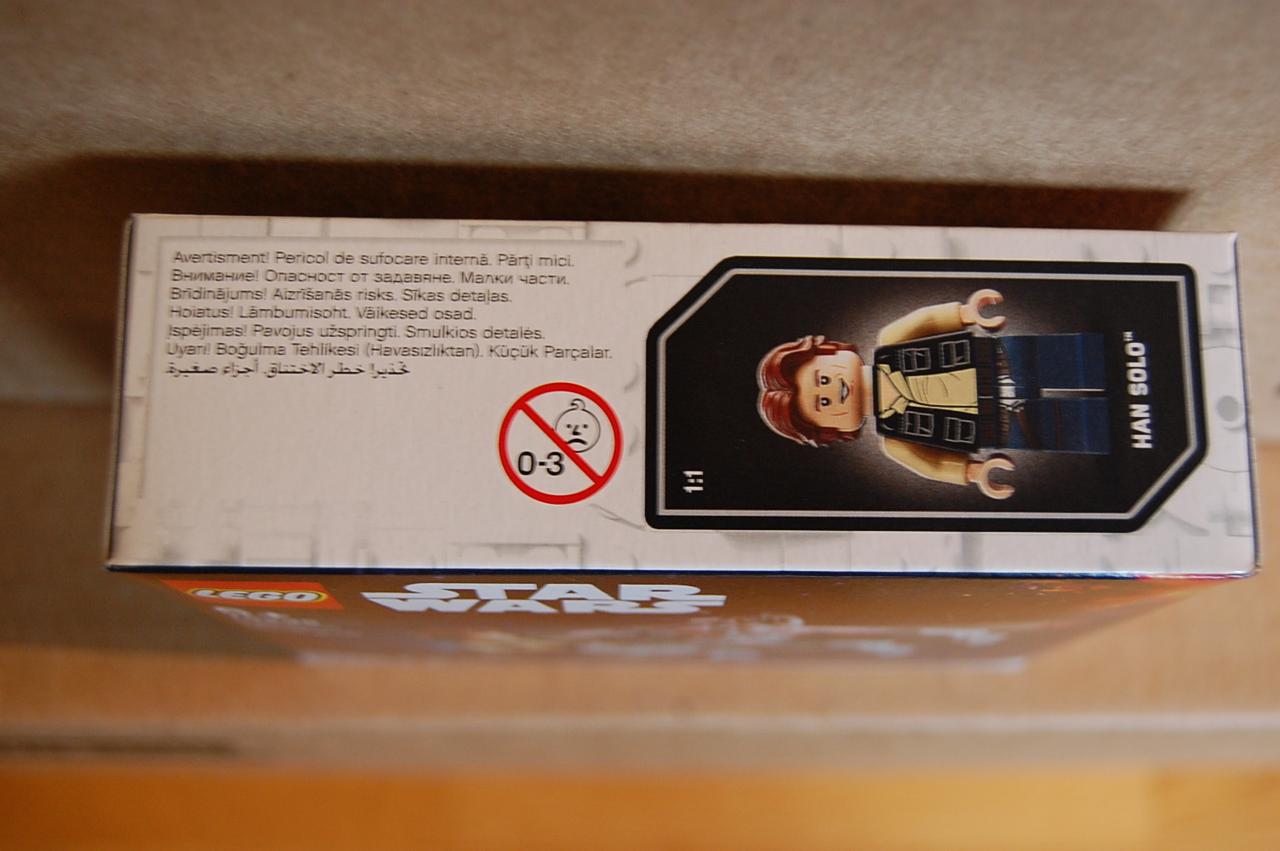 Avertisment! Pericol de sufocare internă. Părţi mici.
Внимание! Опасност от задавяне. Малки части.
Brīdinājums! Aizrīšanās risks. Sīkas detaļas.
Hoiatus! Lämbumisoht. Väikesed osad.
Įspėjimas! Pavojus užspringti. Smulkios detalės.
Uyarı! Boğulma Tehlikesi (Havasızlıktan). Küçük Parçalar.
تحذير! خطر الاختناق. أجزاء صغيرة.
0-3
1:1
HAN SOLO™
LEGO
STAR
WARS